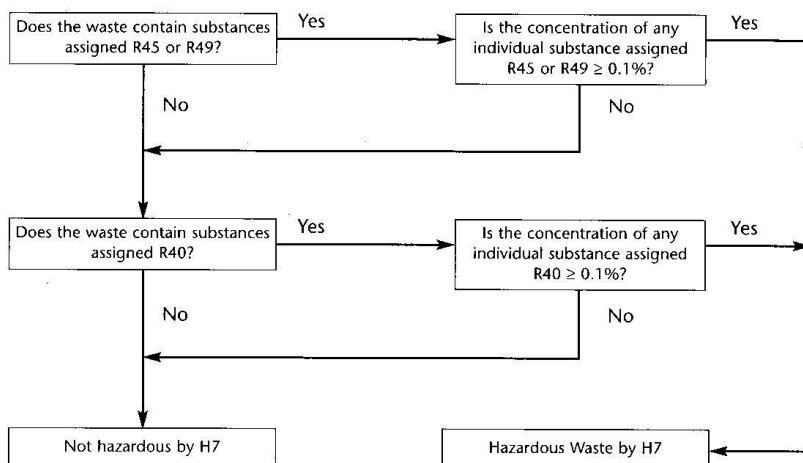 Does the waste contain substances
assigned R45 or R49?
Yes
Is the concentration of any
individual substance assigned
R45 or R49 ≥ 0.1%?
Yes
No
No
Does the waste contain substances
assigned R40?
Yes
Is the concentration of any
individual substance assigned
R40 ≥ 0.1%?
Yes
No
No
Not hazardous by H7
Hazardous Waste by H7